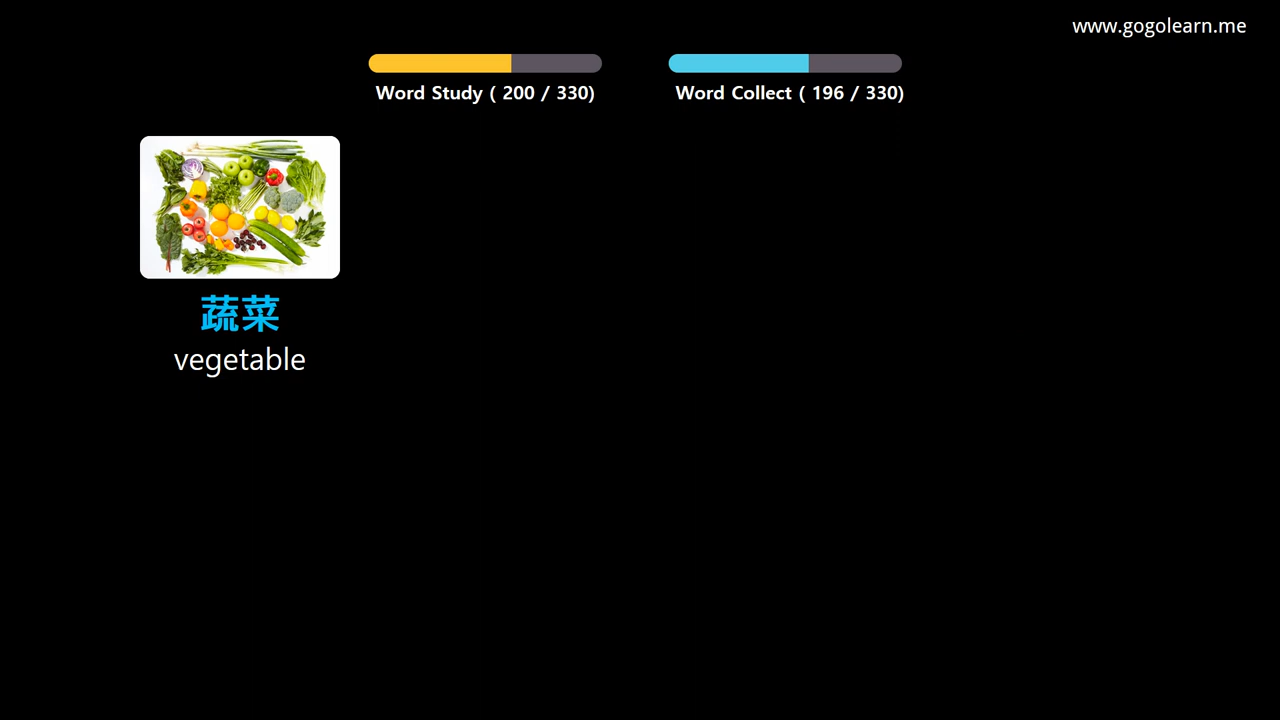 www.gogolearn.me
Word Study ( 200 / 330)
Word Collect ( 196 / 330)
蔬菜
vegetable